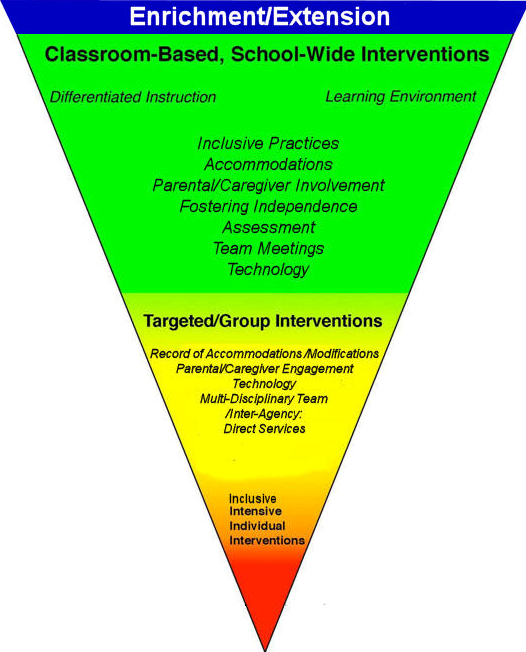 Enrichment/Extension
Classroom-Based, School-Wide Interventions
Differentiated Instruction Learning Environment
Inclusive Practices
Accommodations
Parental/Caregiver Involvement
Fostering Independence
Assessment
Team Meetings
Technology
Targeted/Group Interventions
Record of Accommodations/Modifications
Parental/Caregiver Engagement
Technology
Multi-Disciplinary Team
/Inter-Agency:
Direct Services
Inclusive
Intensive
Individual
Interventions